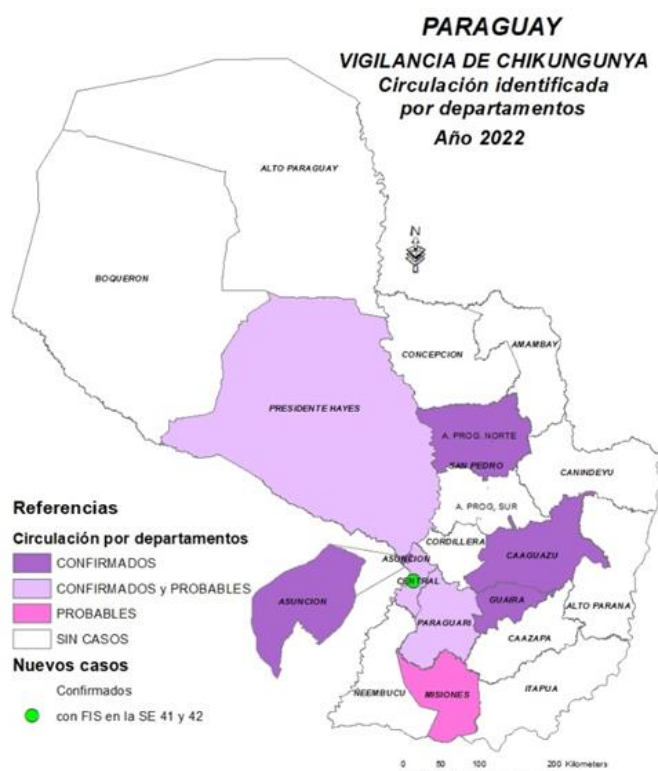 PARAGUAY
VIGILANCIA DE CHIKUNGUNYA
Circulación identificada
por departamentos
Año 2022
ALTO PARAGUAY
N
BOQUERON
CONCEPCION
AMAMBAY
PRESIDENTE HAYES
A. PROG. NORTE
SAN PEDRO
CANINDEYU
A. PROG, SUR
CORDILLERA
ASUNCION
CAAGUAZU
CENTRAL
ASUNCION
GUAIRA
ALTO PARANA
PARAGUARI
CAAZAPA
ÑEEMBUCU
MISIONES
ITAPUA
Referencias
Circulación por departamentos
CONFIRMADOS
CONFIRMADOS y PROBABLES
PROBABLES
SIN CASOS
Nuevos casos
Confirmados
con FIS en la SE 41 y 42
0 50 100 200 Kilometers